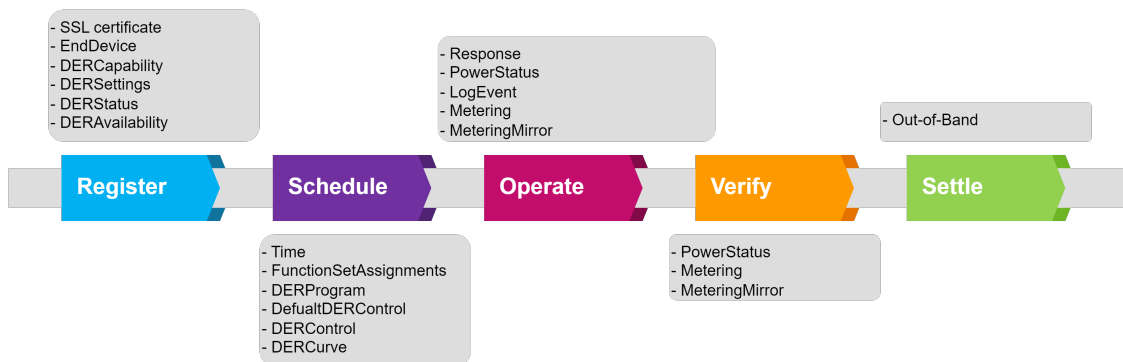 - SSL certificate
- EndDevice
- DERCapability
- DERSettings
- DERStatus
- DERAvailability
- Response
- PowerStatus
- LogEvent
- Metering
- MeteringMirror
- Out-of-Band
Register
Schedule
Operate
Verify
Settle
- Time
- FunctionSetAssignments
- DERProgram
- DefualtDERControl
- DERControl
- DERCurve
- PowerStatus
- Metering
- MeteringMirror